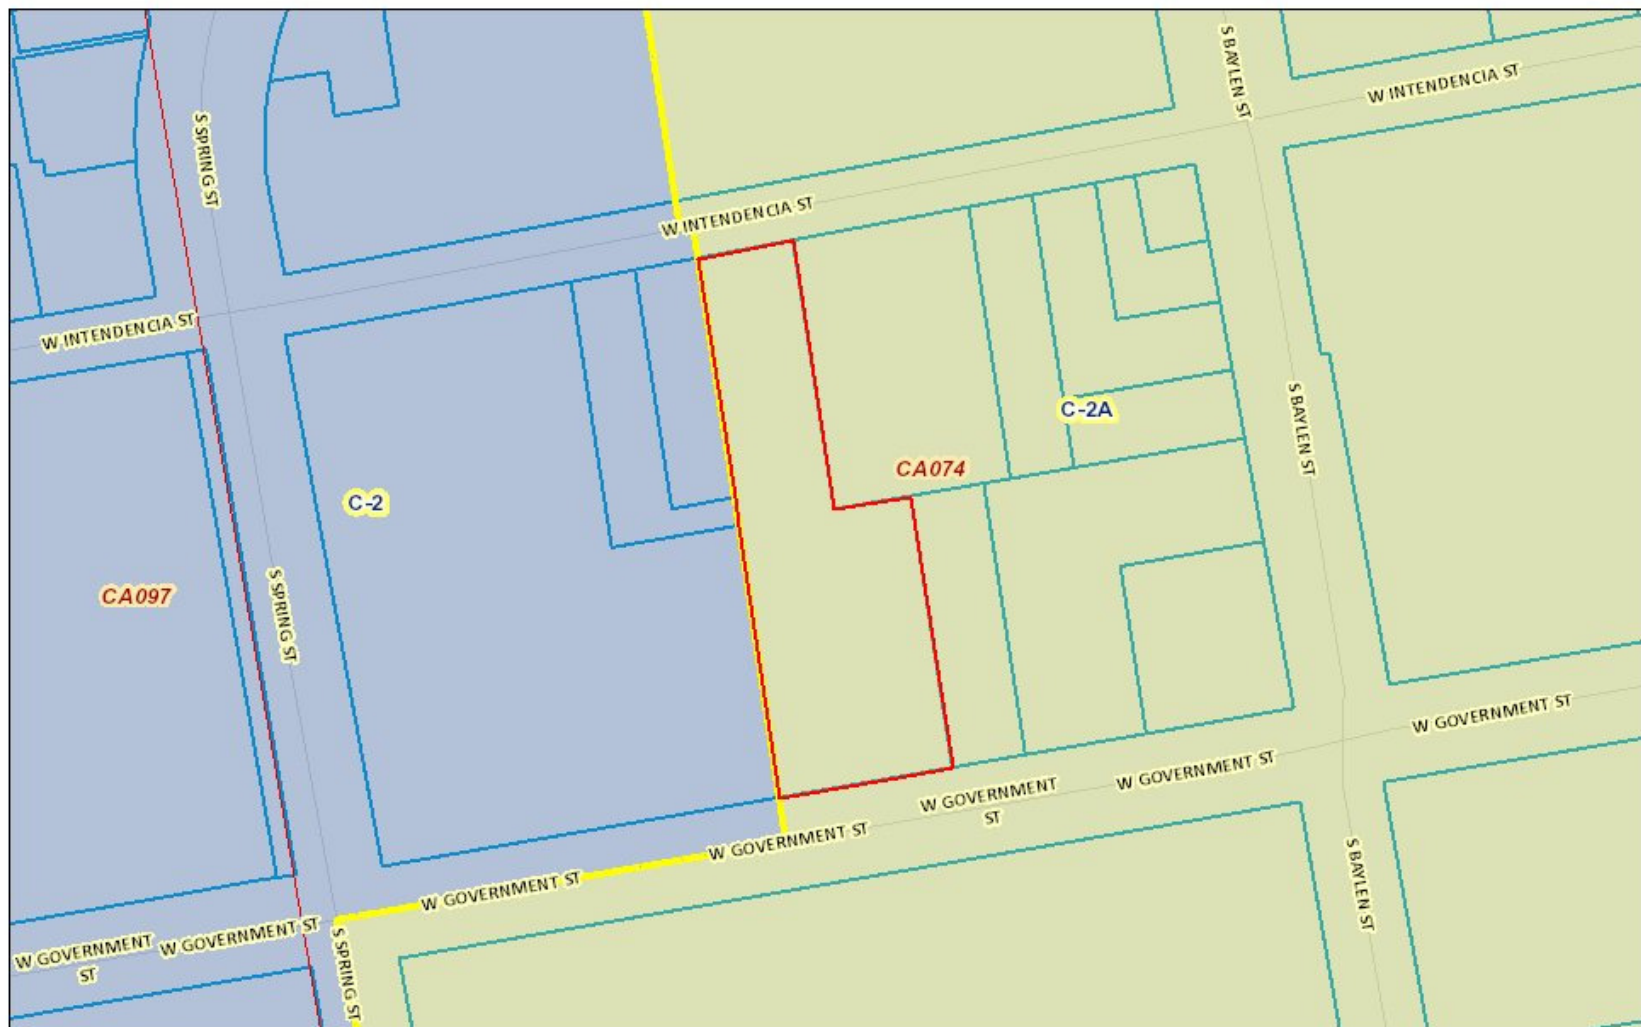 S BAYLEN ST
W INTENDENCIA ST
S SPRING ST
W INTENDENCIA ST
W INTENDENCIA ST
S BAYLEN ST
C-2A
CA074
C-2
CA097
S SPRING ST
W GOVERNMENT ST
W GOVERNMENT ST
W GOVERNMENT
ST
W GOVERNMENT ST
W GOVERNMENT ST
S BAYLEN ST
W GOVERNMENT ST
W GOVERNMENT
ST
S SPRING ST